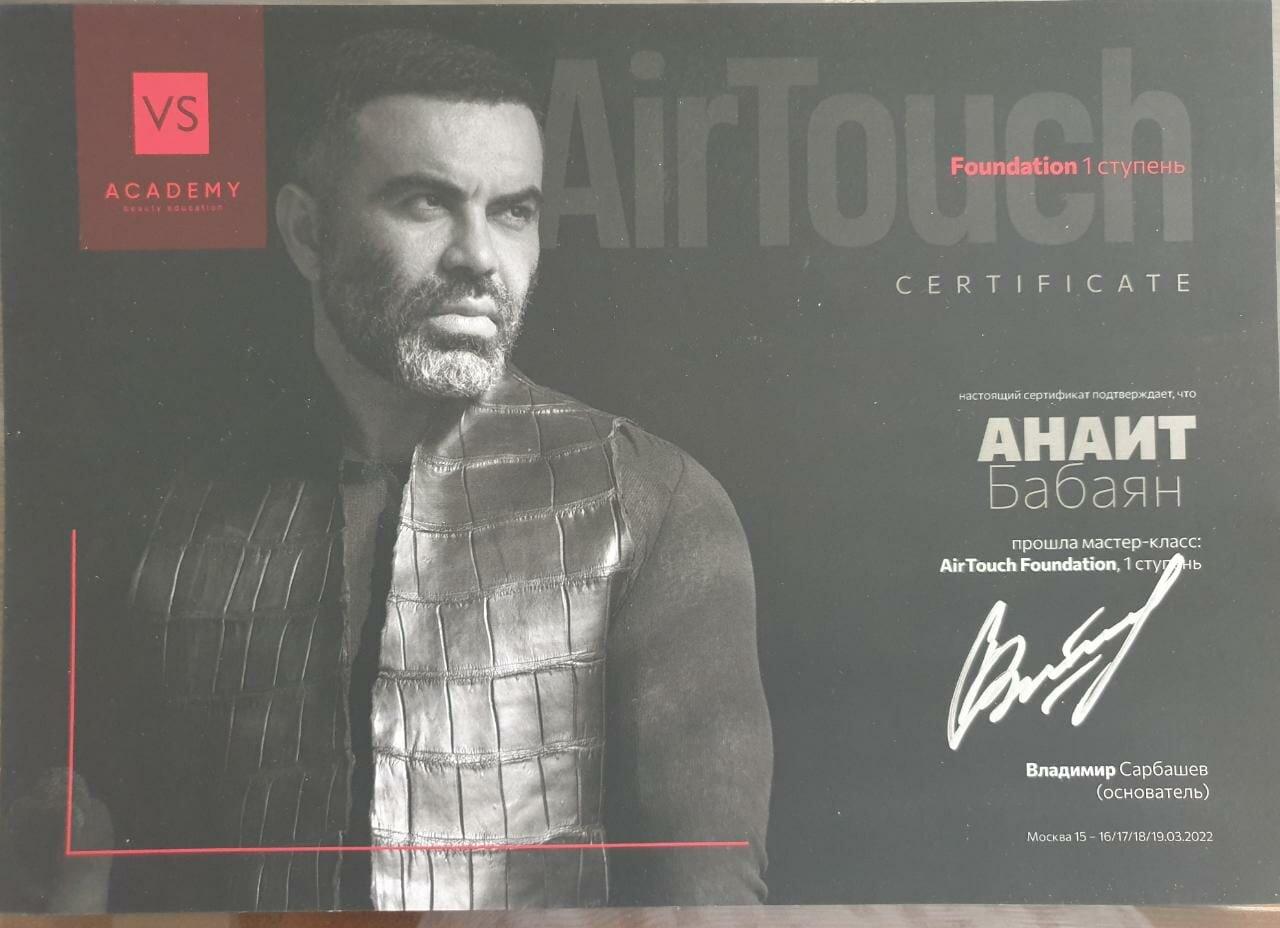 VS
ACADEMY
beauty education
AirTouch
Foundation 1 ступень
CERTIFICATE
настоящий сертификат подтверждает, что
АНАИТ
Бабаян
прошла мастер-класс:
AirTouch Foundation, 1 ступень
Владимир Сарбашев
(основатель)
Москва 15 – 16/17/18/19.03.2022